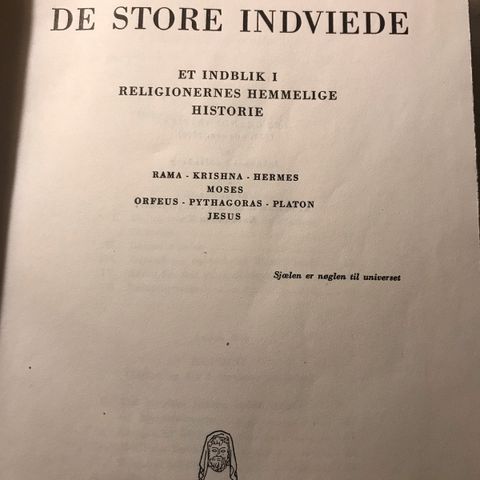 DE STORE INDVIEDE
ET INDBLIK I
RELIGIONERNES HEMMELIGE
HISTORIE
RAMA - KRISHNA - HERMES
MOSES
ORFEUS - PYTHAGORAS - PLATON
JESUS
Sjælen er nøglen til universet